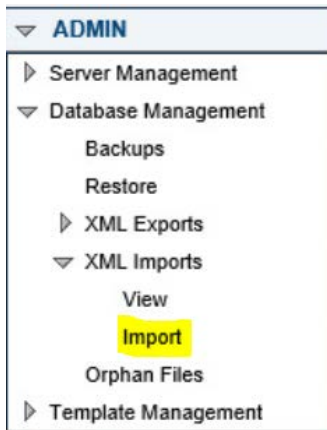 ADMIN
Server Management
Database Management
Backups
Restore
XML Exports
XML Imports
View
Import
Orphan Files
Template Management